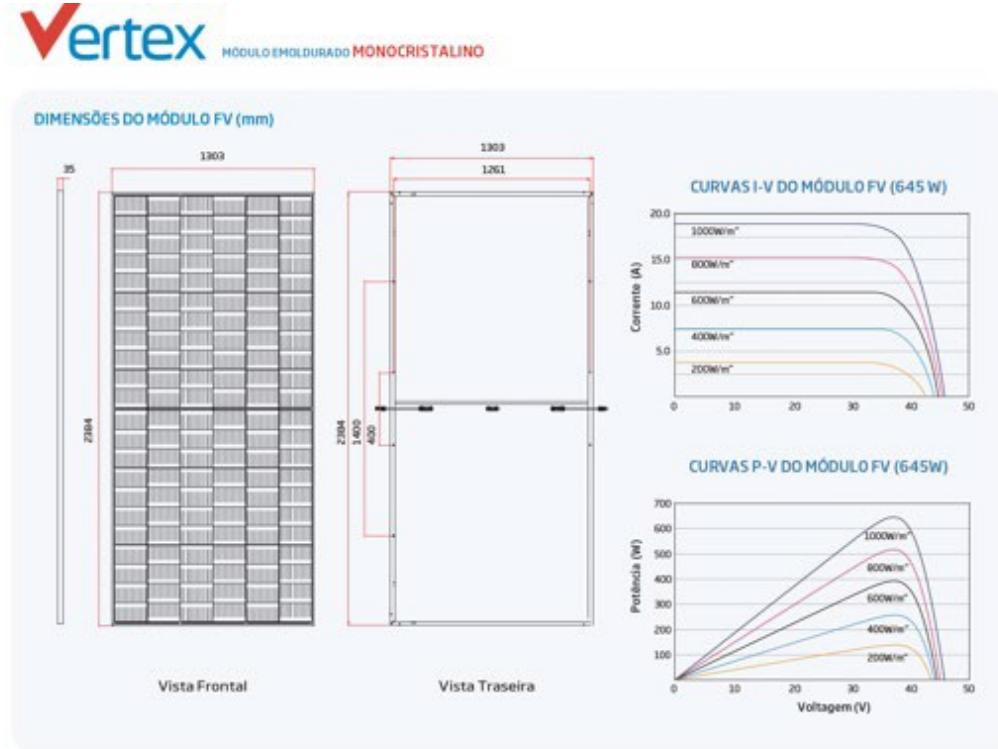 Vertex MÓDULO EMOLDURADO MONOCRISTALINO
DIMENSÕES DO MÓDULO FV (mm)
35
1303
2384
Vista Frontal
1303
1261
2384
1400
400
Vista Traseira
CURVAS I-V DO MÓDULO FV (645 W)
Corrente (A)
20.0
15.0
10.0
5.0
1000W/m²
800W/m²
600W/m²
400W/m²
200W/m²
0 10 20 30 40 50
CURVAS P-V DO MÓDULO FV (645W)
Potência (W)
700
600
500
400
300
200
100
1000W/m²
800W/m²
600W/m²
400W/m²
200W/m²
0 10 20 30 40 50
Voltagem (V)